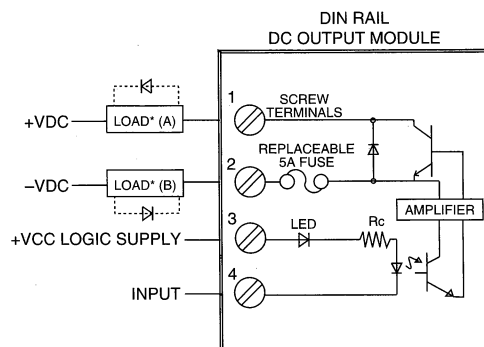 DIN RAIL
DC OUTPUT MODULE
1
SCREW
TERMINALS
+VDC
LOAD* (A)
REPLACEABLE
5A FUSE
2
–VDC
LOAD* (B)
AMPLIFIER
3
LED
Rc
+VCC LOGIC SUPPLY
4
INPUT